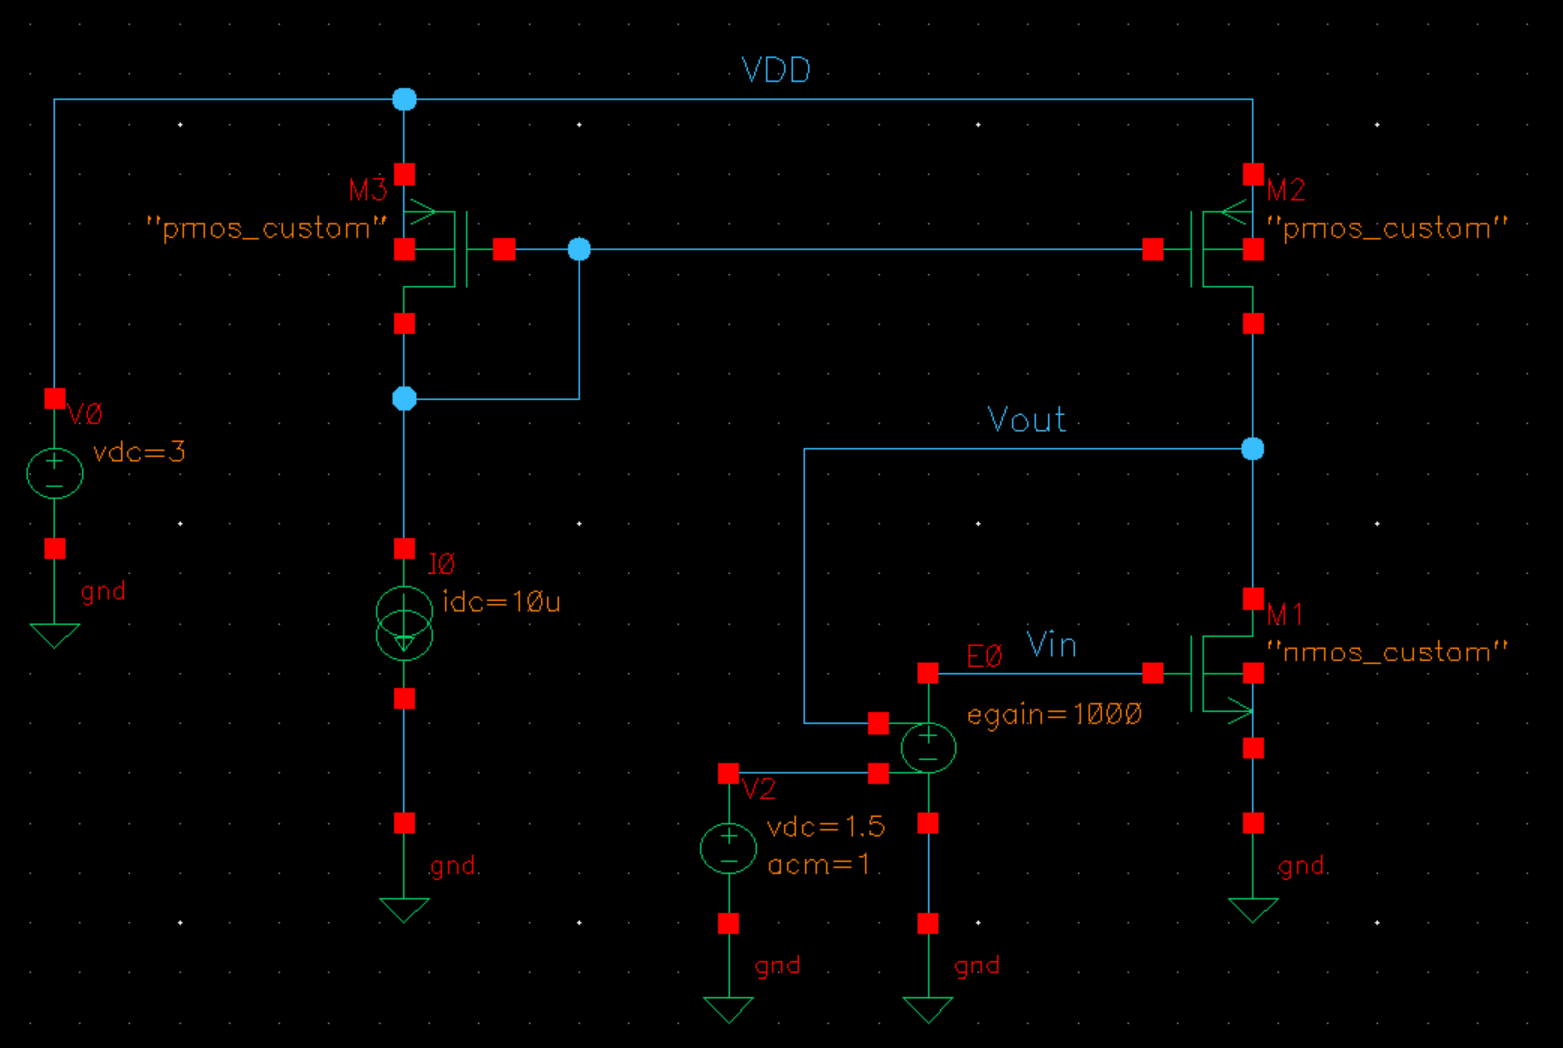 VDD
M3
"pmos_custom"
M2
"pmos_custom"
V0
vdc=3
gnd
Vout
I0
idc=10u
gnd
E0
Vin
egain=1000
M1
"nmos_custom"
V2
vdc=1.5
acm=1
gnd
gnd
gnd